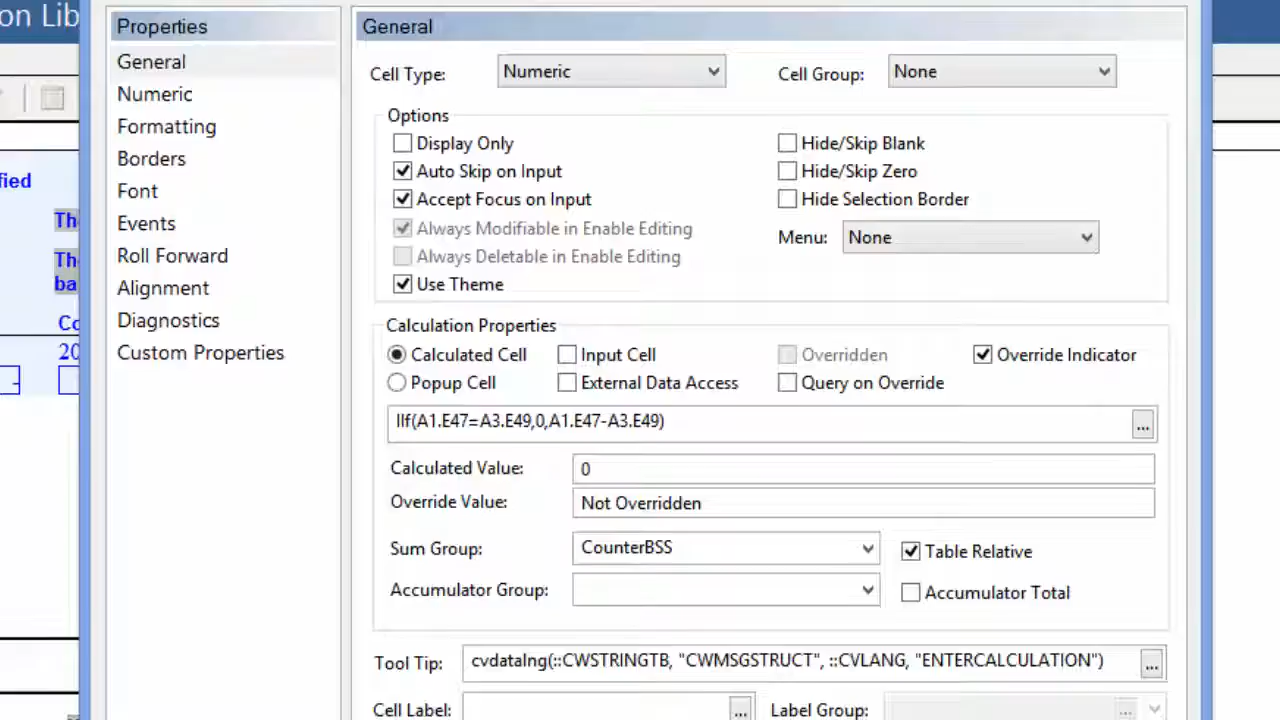 on Lib
Properties
General
Numeric
Formatting
Borders
Font
Events
Roll Forward
Alignment
Diagnostics
Custom Properties
fied
Th
Th
ba
Co
20
General
Cell Type: Numeric Cell Group: None
Options
Display Only Hide/Skip Blank
Auto Skip on Input Hide/Skip Zero
Accept Focus on Input Hide Selection Border
Always Modifiable in Enable Editing Menu: None
Always Deletable in Enable Editing
Use Theme
Calculation Properties
Calculated Cell Input Cell Overridden Override Indicator
Popup Cell External Data Access Query on Override
IIf(A1.E47=A3.E49,0,A1.E47-A3.E49) ...
Calculated Value: 0
Override Value: Not Overridden
Sum Group: CounterBSS Table Relative
Accumulator Group: Accumulator Total
Tool Tip: cvdatalng(::CWSTRINGTB, "CWMSGSTRUCT", ::CVLANG, "ENTERCALCULATION") ...
Cell Label: ... Label Group: ...